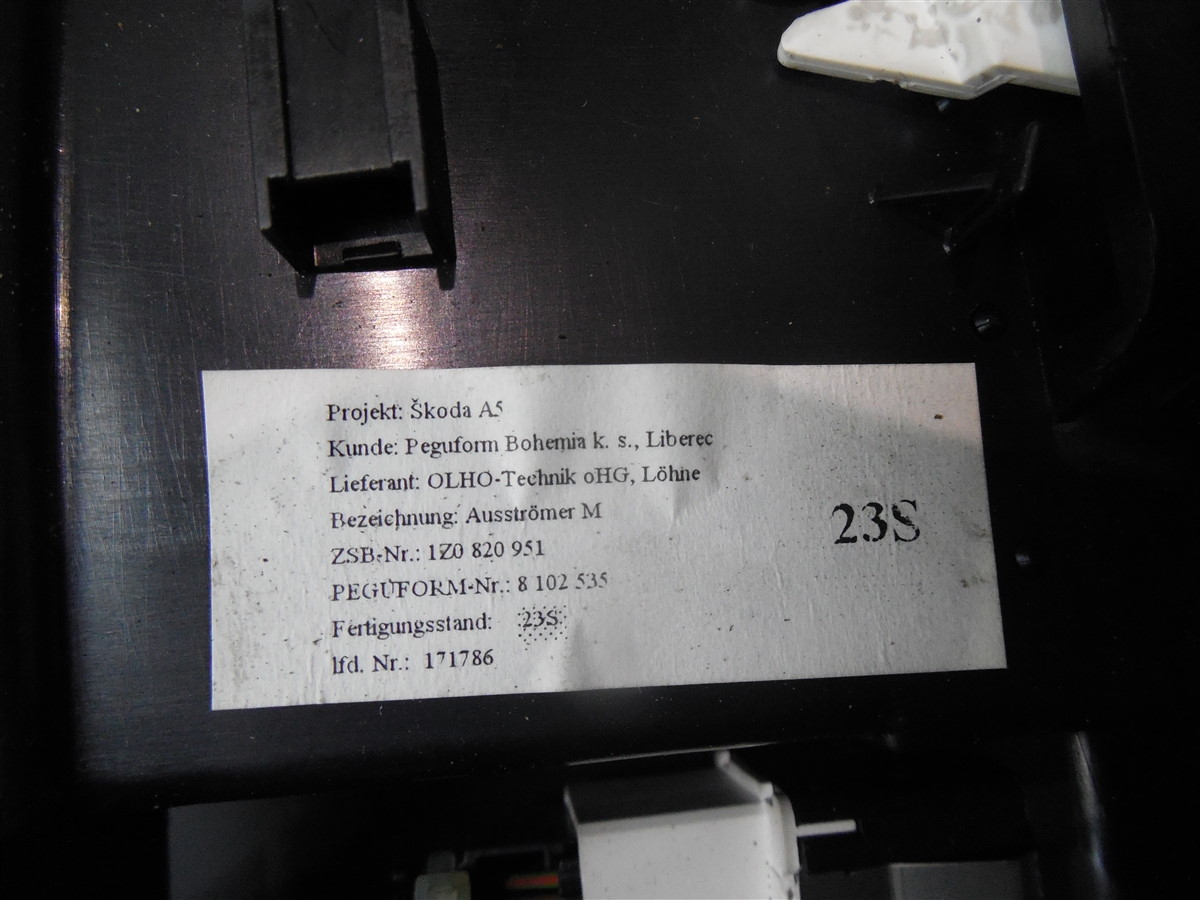 Projekt: Škoda A5
Kunde: Peguform Bohemia k. s., Liberec
Lieferant: OLHO-Technik oHG, Löhne
Bezeichnung: Ausströmer M
23S
ZSB-Nr.: 1Z0 820 951
PEGUFORM-Nr.: 8 102 535
Fertigungsstand: 23S
lfd. Nr.: 171786